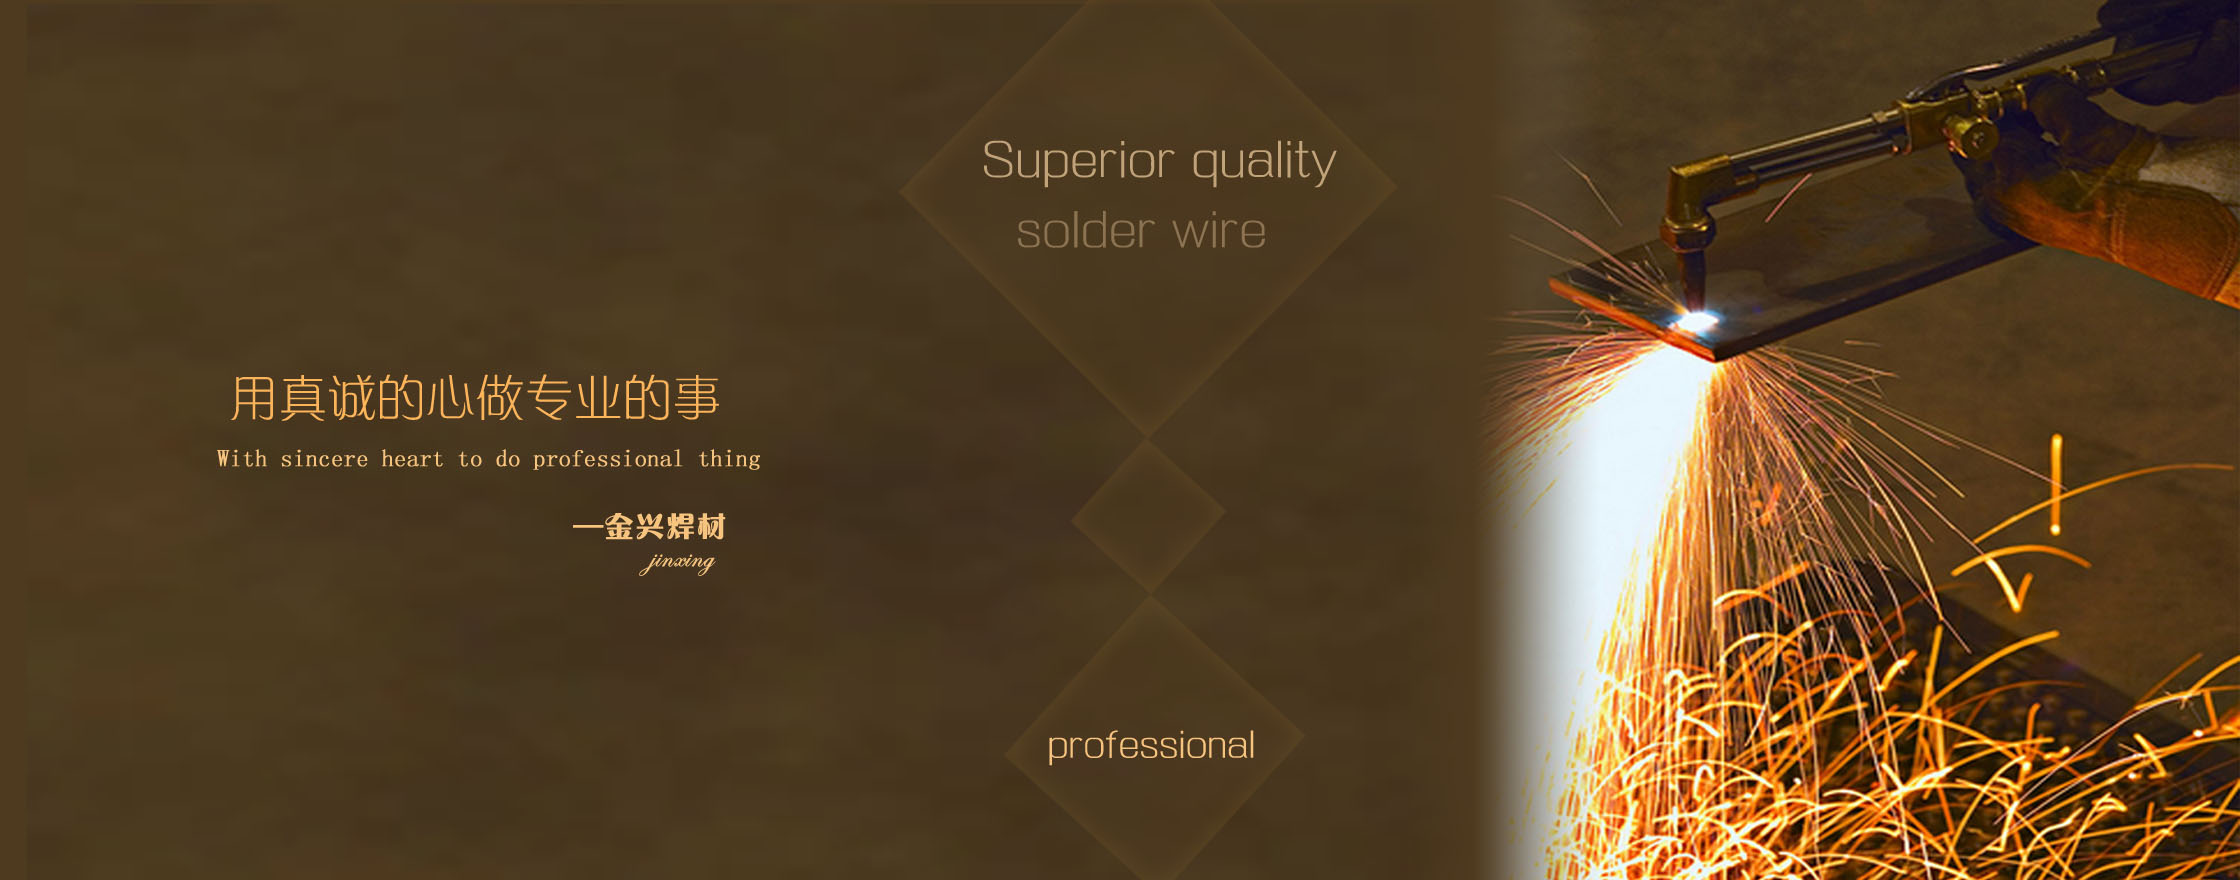 Superior quality
solder wire
用真诚的心做专业的事
With sincere heart to do professional thing
—金兴焊材
jinxing
professional